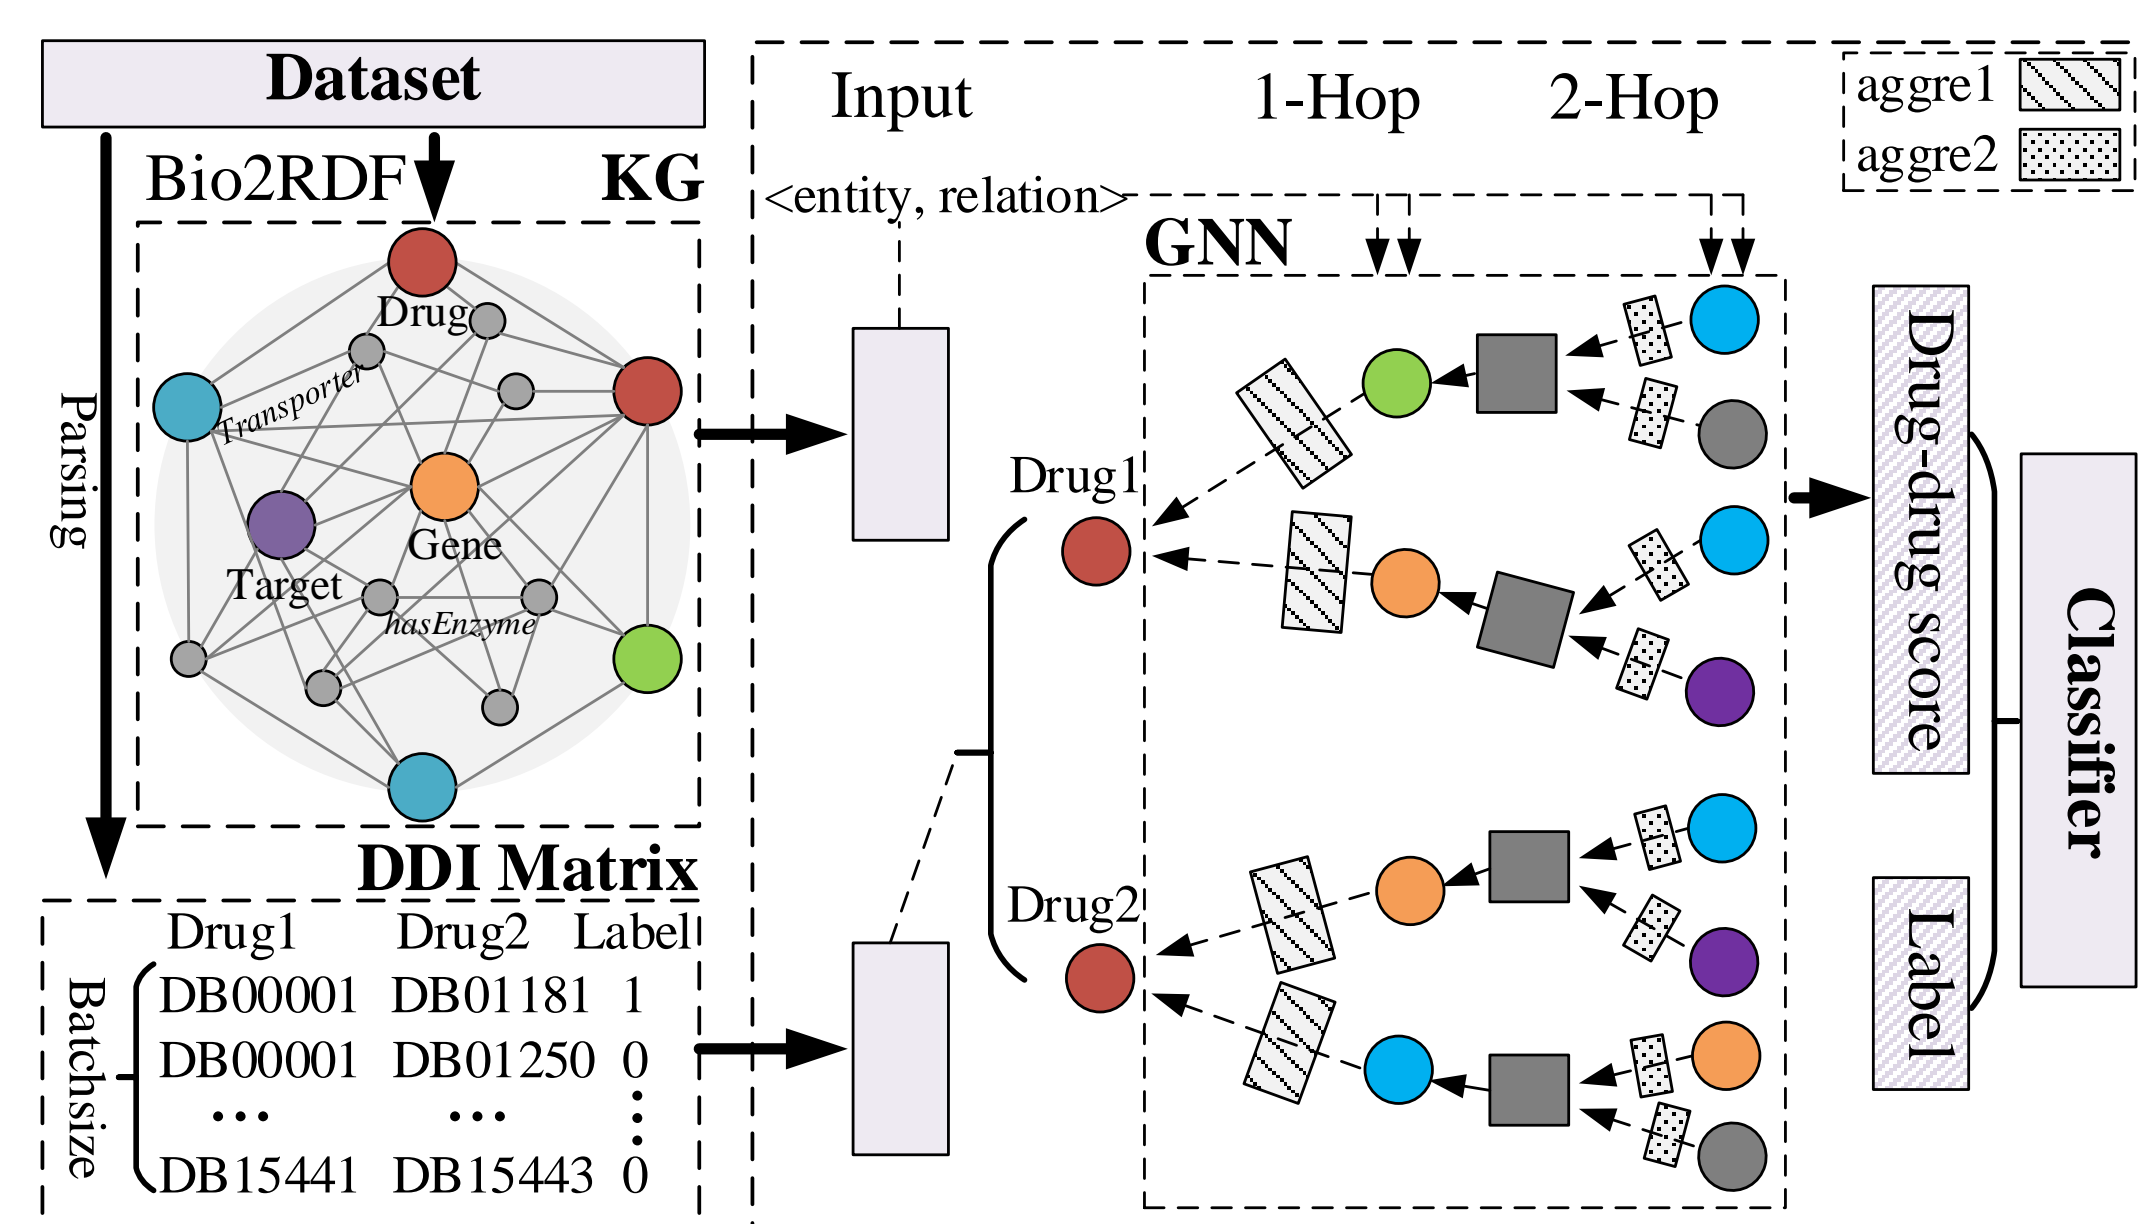 Dataset
Bio2RDF
KG
Drug
Transporter
Gene
Target
hasEnzyme
Parsing
DDI Matrix
Drug1 Drug2 Label
DB00001 DB01181 1
DB00001 DB01250 0
... ... ...
DB15441 DB15443 0
Batchsize
Input
1-Hop
2-Hop
aggre1
aggre2
<entity, relation>
GNN
Drug1
Drug2
Drug-drug score
Label
Classifier